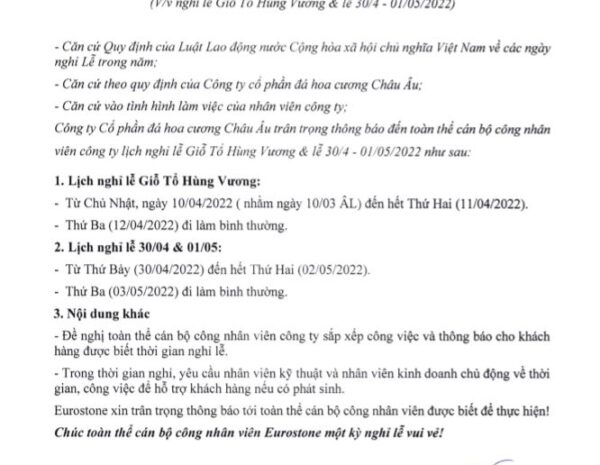 (V/v nghỉ lễ Giỗ Tổ Hùng Vương & lễ 30/4 - 01/05/2022)
- Căn cứ Quy định của Luật Lao động nước Cộng hòa xã hội chủ nghĩa Việt Nam về các ngày
nghỉ Lễ trong năm;
- Căn cứ theo quy định của Công ty cổ phần đá hoa cương Châu Âu;
- Căn cứ vào tình hình làm việc của nhân viên công ty;
Công ty Cổ phần đá hoa cương Châu Âu trân trọng thông báo đến toàn thể cán bộ công nhân
viên công ty lịch nghỉ lễ Giỗ Tổ Hùng Vương & lễ 30/4 - 01/05/2022 như sau:
1. Lịch nghỉ lễ Giỗ Tổ Hùng Vương:
- Từ Chủ Nhật, ngày 10/04/2022 ( nhằm ngày 10/03 ÂL) đến hết Thứ Hai (11/04/2022).
- Thứ Ba (12/04/2022) đi làm bình thường.
2. Lịch nghỉ lễ 30/04 & 01/05:
- Từ Thứ Bảy (30/04/2022) đến hết Thứ Hai (02/05/2022).
- Thứ Ba (03/05/2022) đi làm bình thường.
3. Nội dung khác
- Đề nghị toàn thể cán bộ công nhân viên công ty sắp xếp công việc và thông báo cho khách
hàng được biết thời gian nghỉ lễ.
- Trong thời gian nghỉ, yêu cầu nhân viên kỹ thuật và nhân viên kinh doanh chủ động về thời
gian, công việc để hỗ trợ khách hàng nếu có phát sinh.
Eurostone xin trân trọng thông báo tới toàn thể cán bộ công nhân viên được biết để thực hiện!
Chúc toàn thể cán bộ công nhân viên Eurostone một kỳ nghỉ lễ vui vẻ!